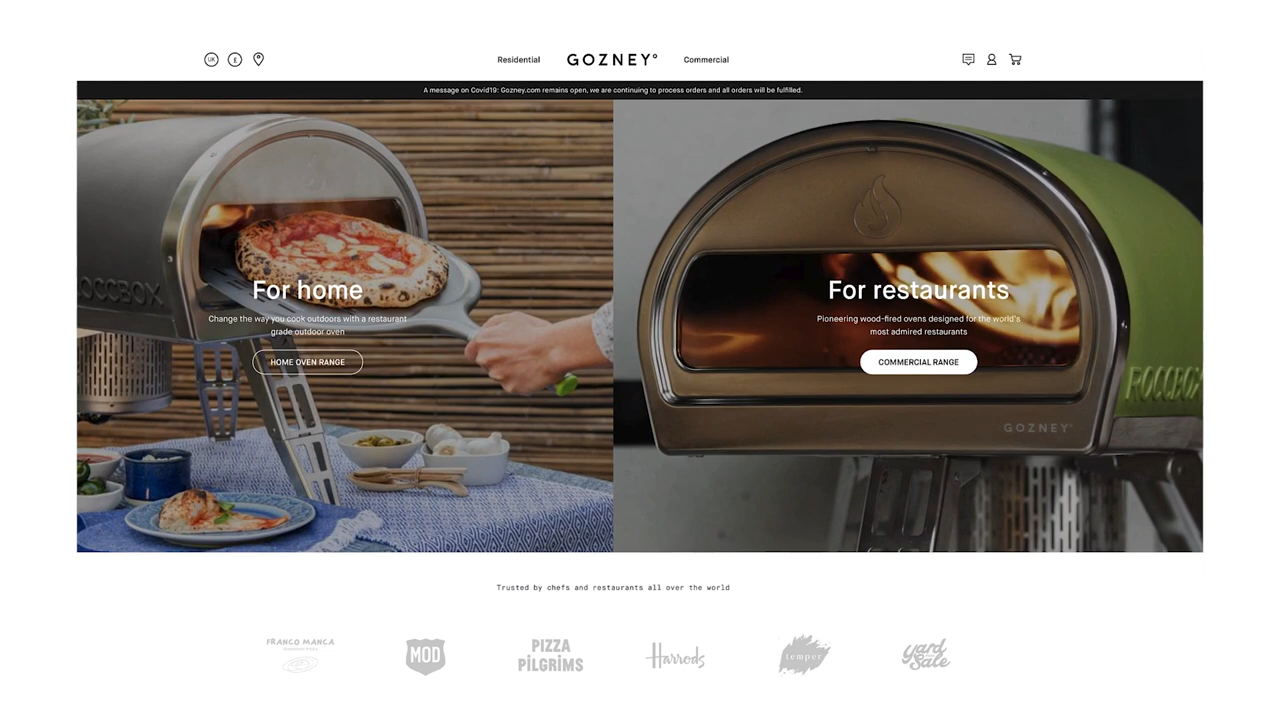 UK
£
Residential
GOZNEY°
Commercial
A message on Covid19: Gozney.com remains open, we are continuing to process orders and all orders will be fulfilled.
ROCCBOX
For home
Change the way you cook outdoors with a restaurant
grade outdoor oven
HOME OVEN RANGE
For restaurants
Pioneering wood-fired ovens designed for the world's
most admired restaurants
COMMERCIAL RANGE
ROCCBOX
GOZNEY°
Trusted by chefs and restaurants all over the world
FRANCO MANCA
MOD
PIZZA
PILGRIMS
Harrods
temper
yard
Sale